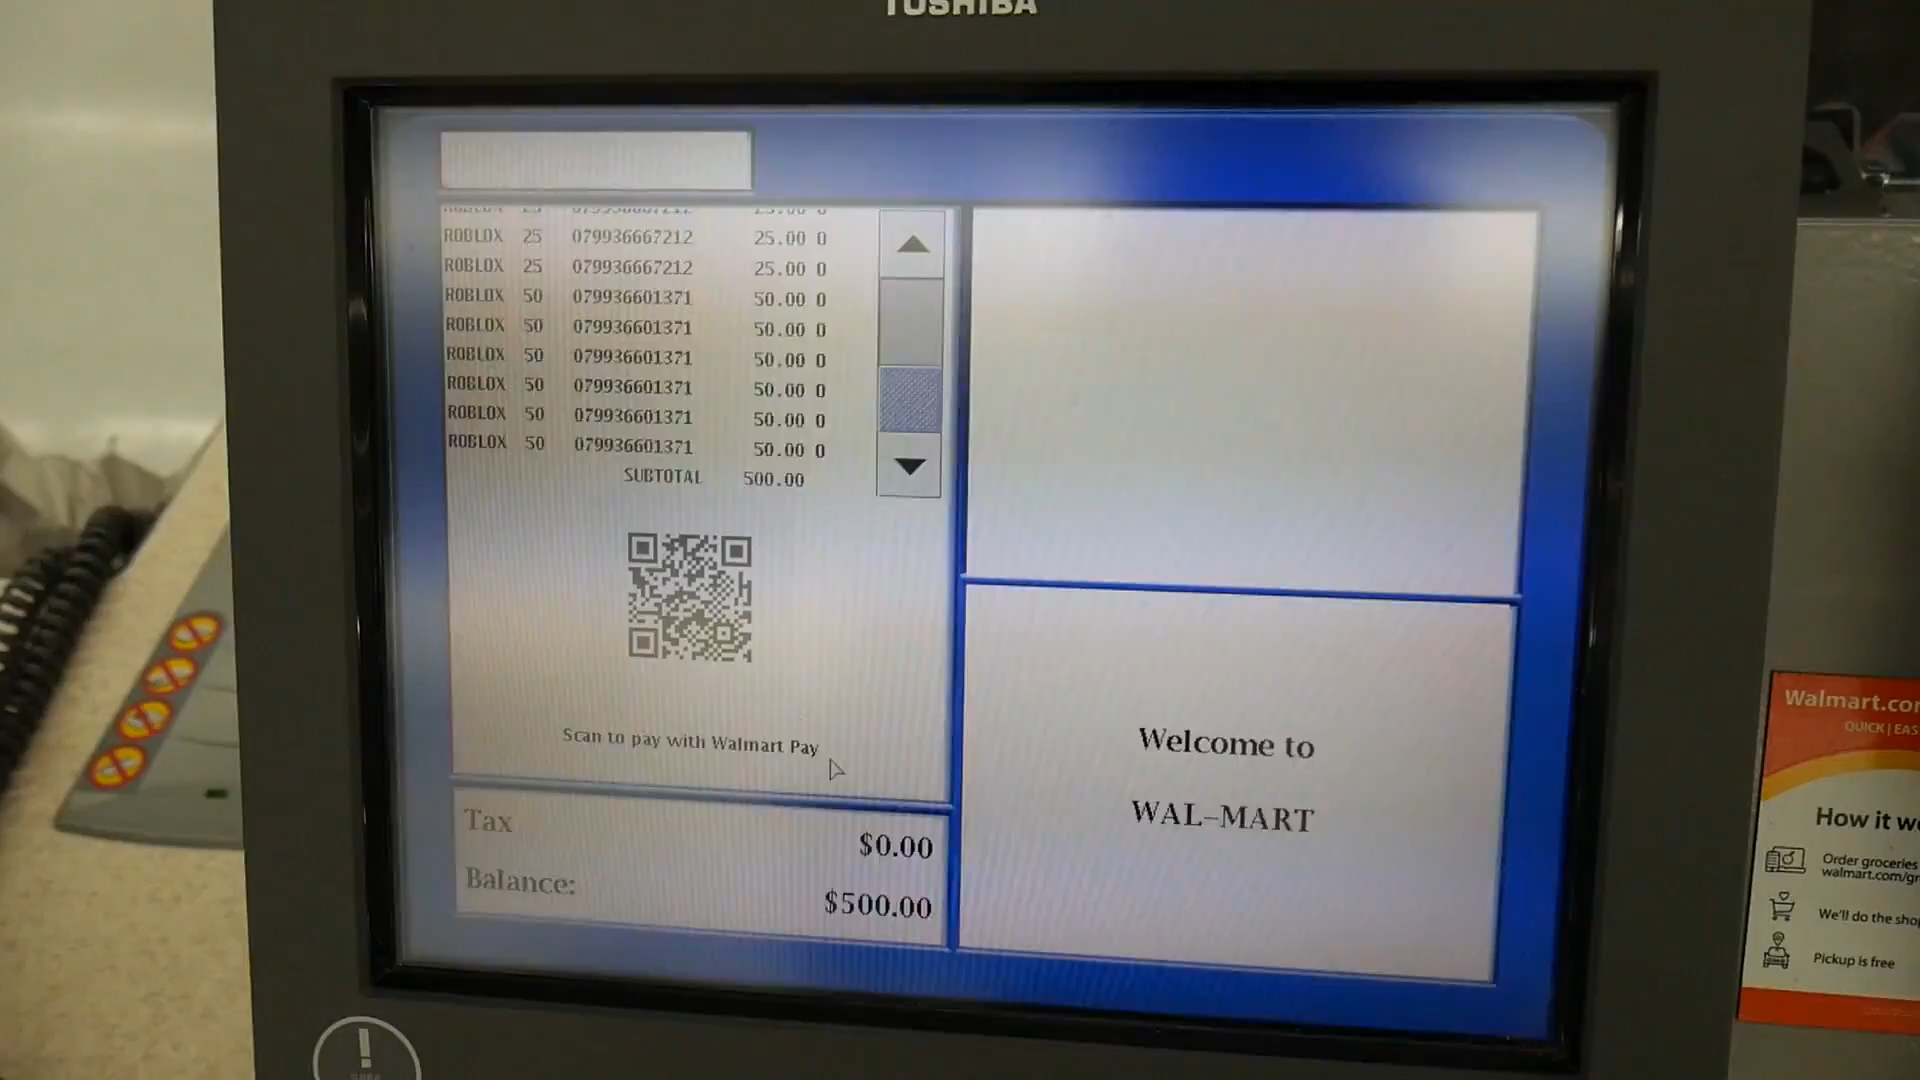 TOSHIBA
ROBLOX 25 079936667212 25.00 0
ROBLOX 25 079936667212 25.00 0
ROBLOX 25 079936667212 25.00 0
ROBLOX 50 079936601371 50.00 0
ROBLOX 50 079936601371 50.00 0
ROBLOX 50 079936601371 50.00 0
ROBLOX 50 079936601371 50.00 0
ROBLOX 50 079936601371 50.00 0
ROBLOX 50 079936601371 50.00 0
SUBTOTAL 500.00
Scan to pay with Walmart Pay
Tax $0.00
Balance: $500.00
Welcome to
WAL-MART
Walmart.co
QUICK | EAS
How it w
Order groceries
walmart.com/gr
We'll do the sho
Pickup is free